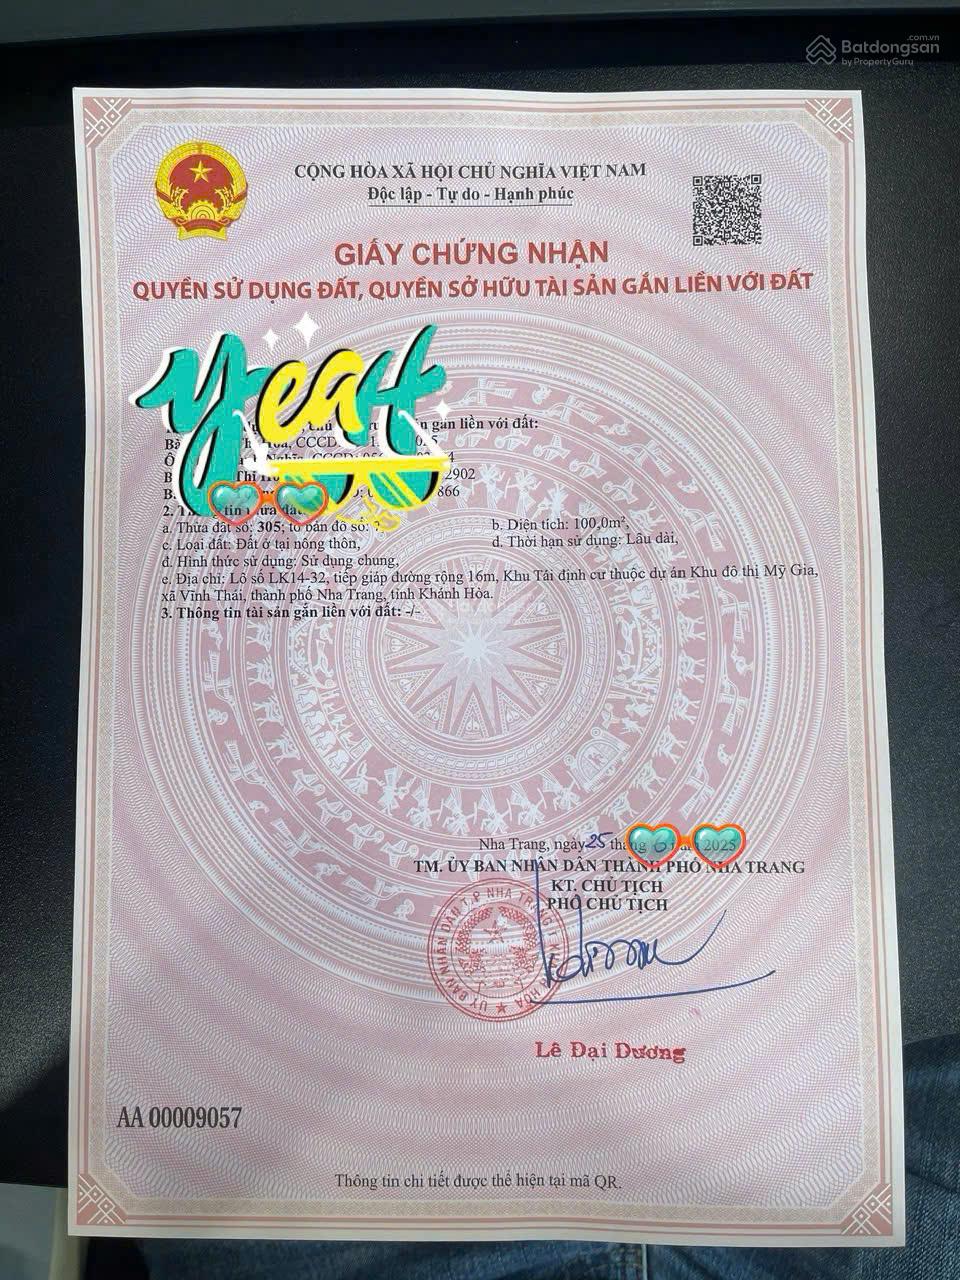 Batdongsan.com.vn
by PropertyGuru
CỘNG HÒA XÃ HỘI CHỦ NGHĨA VIỆT NAM
Độc lập - Tự do - Hạnh phúc
GIẤY CHỨNG NHẬN
QUYỀN SỬ DỤNG ĐẤT, QUYỀN SỞ HỮU TÀI SẢN GẮN LIỀN VỚI ĐẤT
Yeah
gắn liền với đất:
2. tin
a. Thửa đất số: 305; tờ bản đồ số:
b. Diện tích: 100,0m²,
c. Loại đất: Đất ở tại nông thôn,
d. Thời hạn sử dụng: Lâu dài,
đ. Hình thức sử dụng: Sử dụng chung,
e. Địa chỉ: Lô số LK14-32, tiếp giáp đường rộng 16m, Khu Tái định cư thuộc dự án Khu đô thị Mỹ Gia,
xã Vĩnh Thái, thành phố Nha Trang, tỉnh Khánh Hòa.
3. Thông tin tài sản gắn liền với đất: -/-
Nha Trang, ngày 25 tháng 6 năm 2025
TM. ỦY BAN NHÂN DÂN THÀNH PHỐ NHA TRANG
KT. CHỦ TỊCH
PHÓ CHỦ TỊCH
Lê Đại Dương
AA 00009057
Thông tin chi tiết được thể hiện tại mã QR.